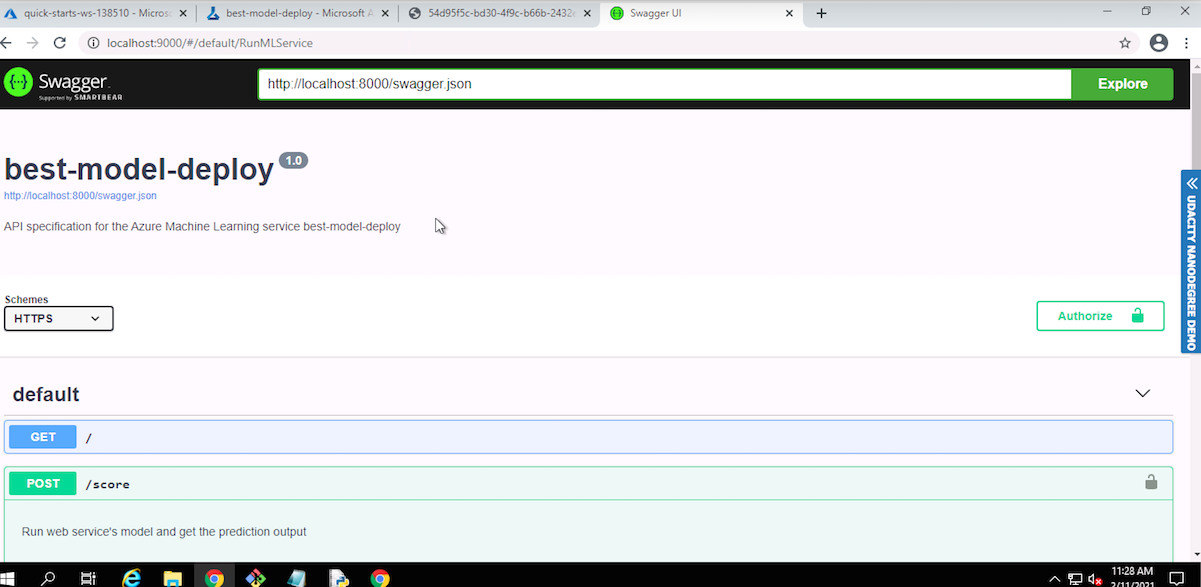 quick-starts-ws-138510 - Micros
best-model-deploy - Microsoft A
54d95f5c-bd30-4f9c-b66b-2432e
Swagger UI
localhost:9000/#/default/RunMLService
Swagger
Supported by SMARTBEAR
http://localhost:8000/swagger.json
Explore
best-model-deploy 1.0
http://localhost:8000/swagger.json
API specification for the Azure Machine Learning service best-model-deploy
UDACITY NANODEGREE DEMO
Schemes
HTTPS
Authorize
default
GET /
POST /score
Run web service's model and get the prediction output
11:28 AM
2/11/2021